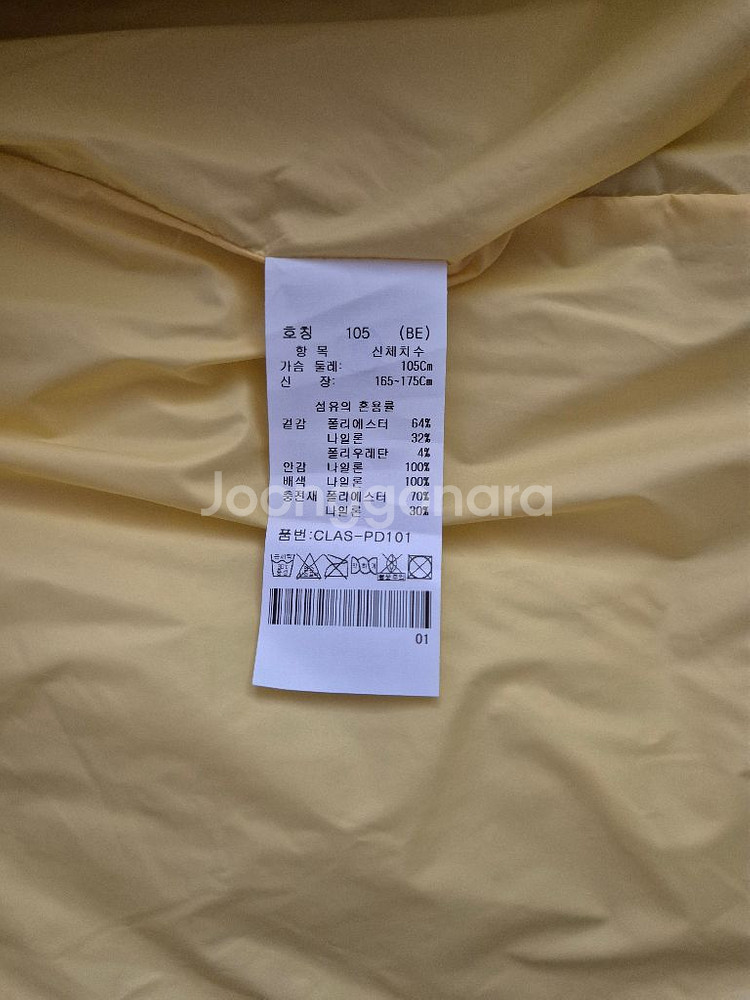 호칭 105 (BE)
항 목 신체치수
가슴 둘레: 105Cm
신 장: 165~175Cm
섬유의 혼용률
겉감 폴리에스터 64%
나일론 32%
폴리우레탄 4%
안감 나일론 100%
배색 나일론 100%
충전재 폴리에스터 70%
나일론 30%
Joonggonara
품번:CLAS-PD101
01